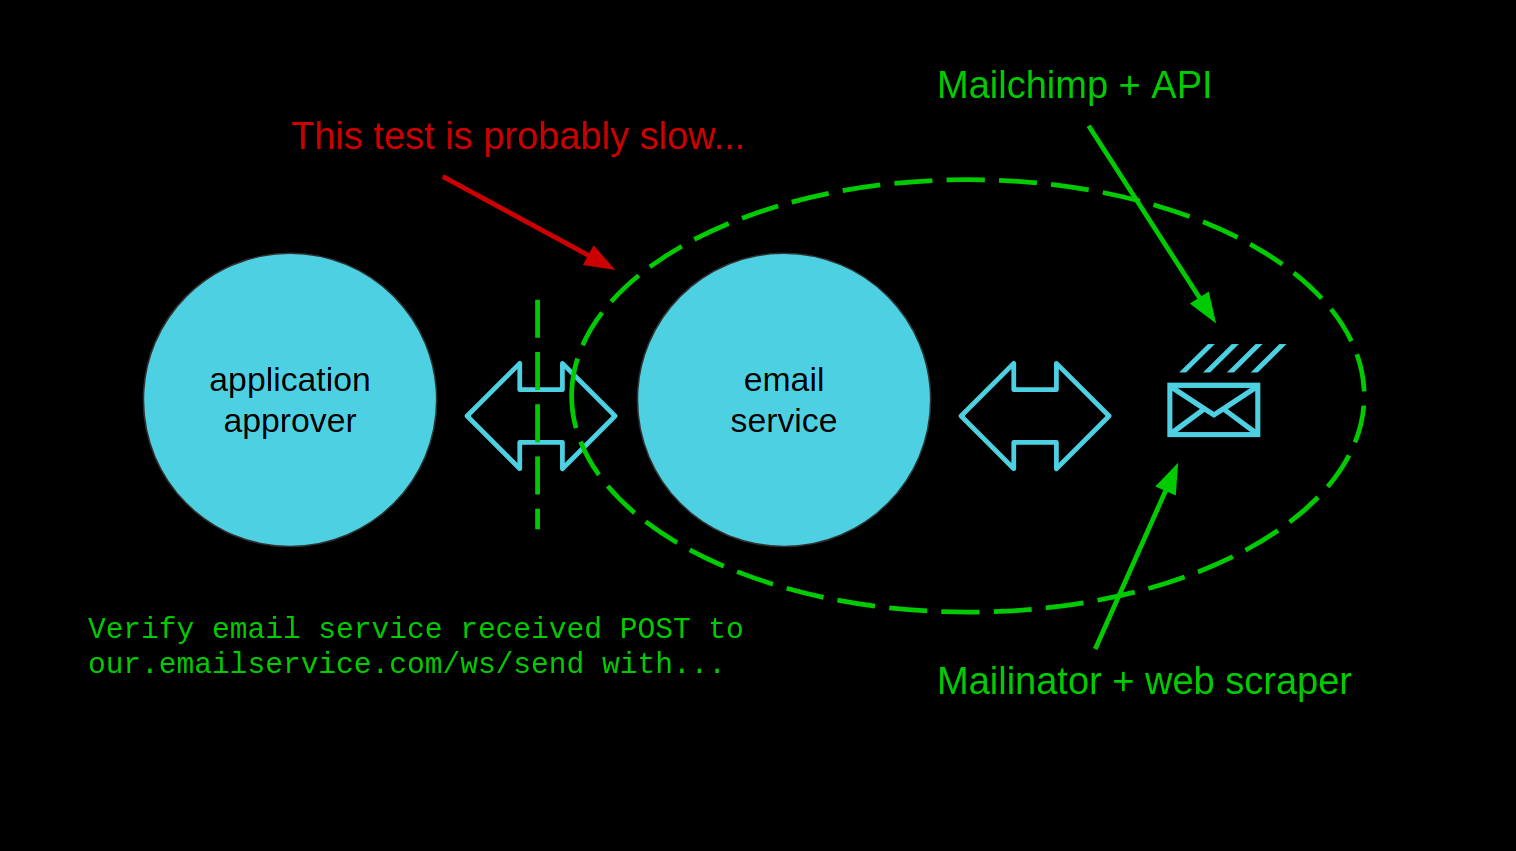 Mailchimp + API
This test is probably slow...
application
approver
email
service
Verify email service received POST to
our.emailservice.com/ws/send with...
Mailinator + web scraper